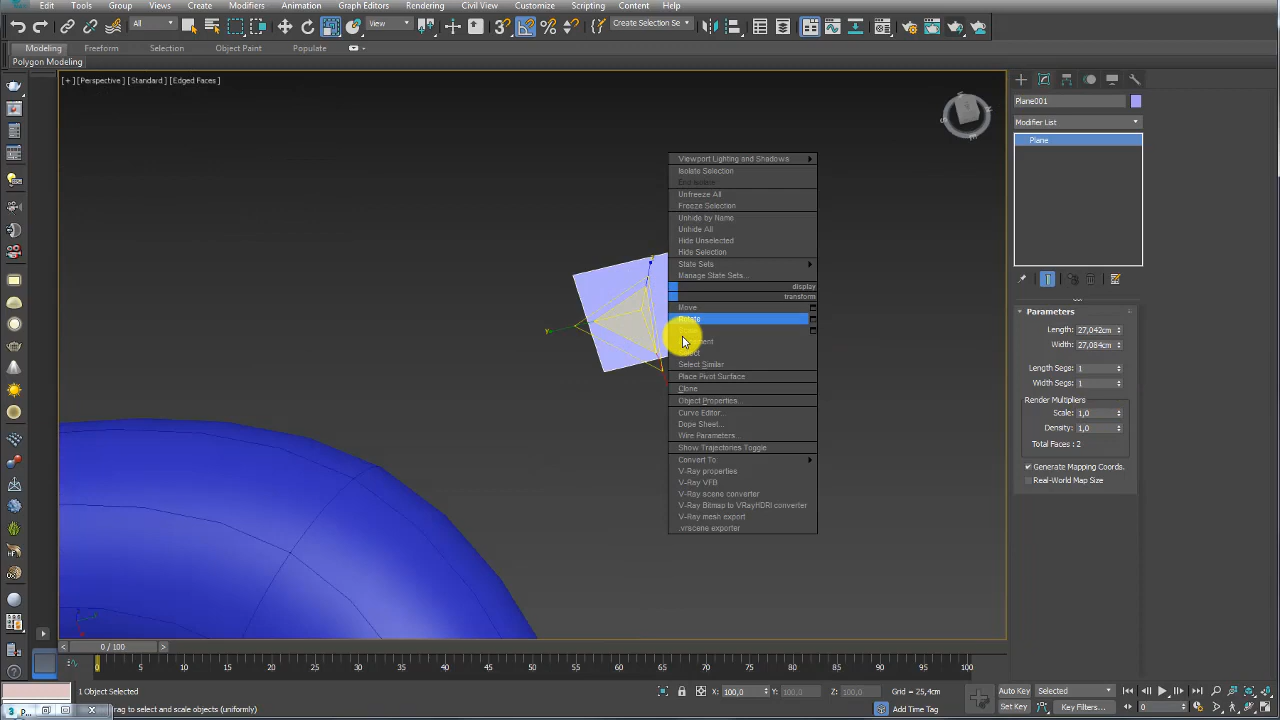 Edit Tools Group Views Create Modifiers Animation Graph Editors Rendering Civil View Customize Scripting Content Help
All View Create Selection Se
Modeling Freeform Selection Object Paint Populate
Polygon Modeling
[+] [Perspective] [Standard] [Edged Faces]
Plane001
Modifier List
Plane
Viewport Lighting and Shadows
Isolate Selection
End Isolate
Unfreeze All
Freeze Selection
Unhide by Name
Unhide All
Hide Unselected
Hide Selection
State Sets
Manage State Sets...
display
transform
Move
Rotate
Select Similar
Place Pivot Surface
Clone
Object Properties...
Curve Editor...
Dope Sheet...
Wire Parameters...
Show Trajectories Toggle
Convert To
V-Ray properties
V-Ray VFB
V-Ray scene converter
V-Ray Bitmap to VRayHDRI converter
V-Ray mesh export
.vrscene exporter
Parameters
Length: 27,042cm
Width: 27,084cm
Length Segs: 1
Width Segs: 1
Render Multipliers
Scale: 1,0
Density: 1,0
Total Faces : 2
Generate Mapping Coords.
Real-World Map Size
0 / 100
0 5 10 15 20 25 30 35 40 45 50 55 60 65 70 75 80 85 90 95 100
1 Object Selected X: 100,0 Y: 100,0 Z: 100,0 Grid = 25,4cm Auto Key Selected
drag to select and scale objects (uniformly) Add Time Tag Set Key Key Filters... 0